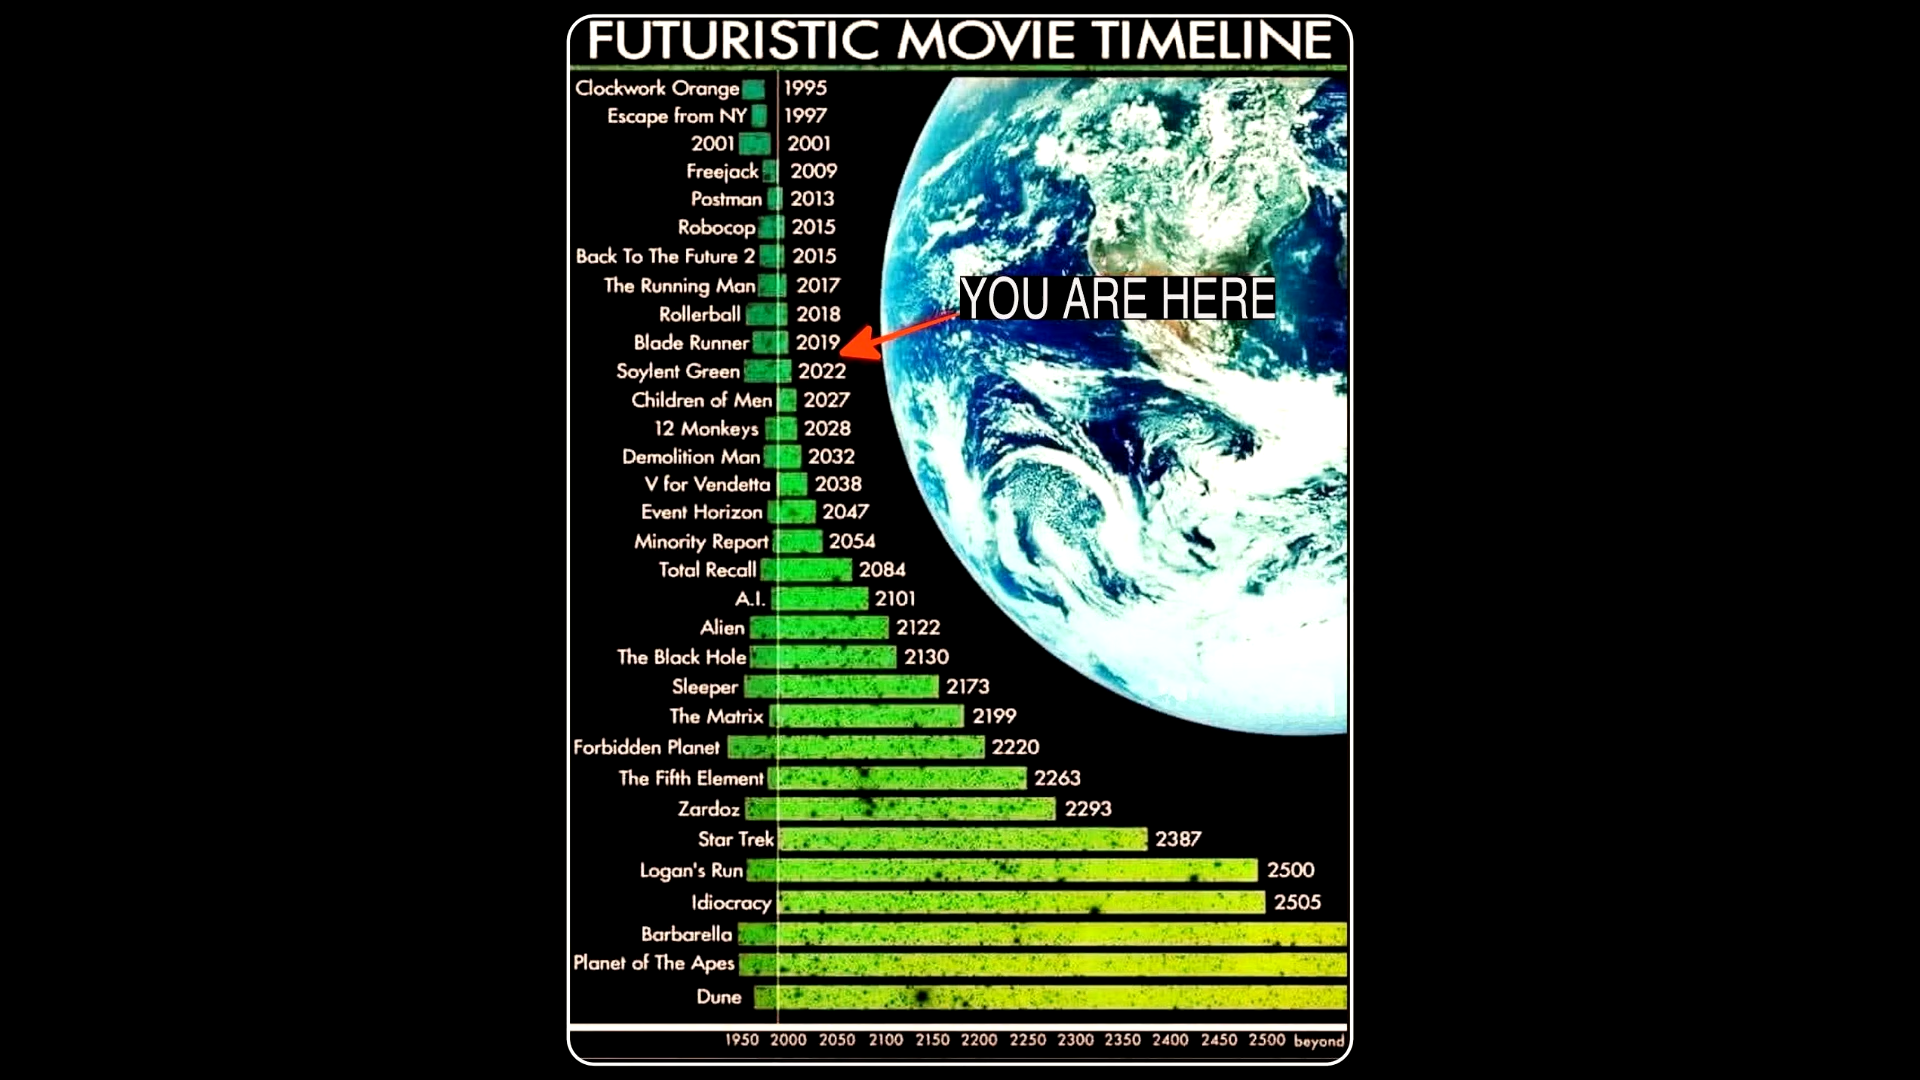 FUTURISTIC MOVIE TIMELINE
Clockwork Orange 1995
Escape from NY 1997
2001 2001
Freejack 2009
Postman 2013
Robocop 2015
Back To The Future 2 2015
The Running Man 2017
YOU ARE HERE
Rollerball 2018
Blade Runner 2019
Soylent Green 2022
Children of Men 2027
12 Monkeys 2028
Demolition Man 2032
V for Vendetta 2038
Event Horizon 2047
Minority Report 2054
Total Recall 2084
A.I. 2101
Alien 2122
The Black Hole 2130
Sleeper 2173
The Matrix 2199
Forbidden Planet 2220
The Fifth Element 2263
Zardoz 2293
Star Trek 2387
Logan's Run 2500
Idiocracy 2505
Barbarella
Planet of The Apes
Dune
1950 2000 2050 2100 2150 2200 2250 2300 2350 2400 2450 2500 beyond